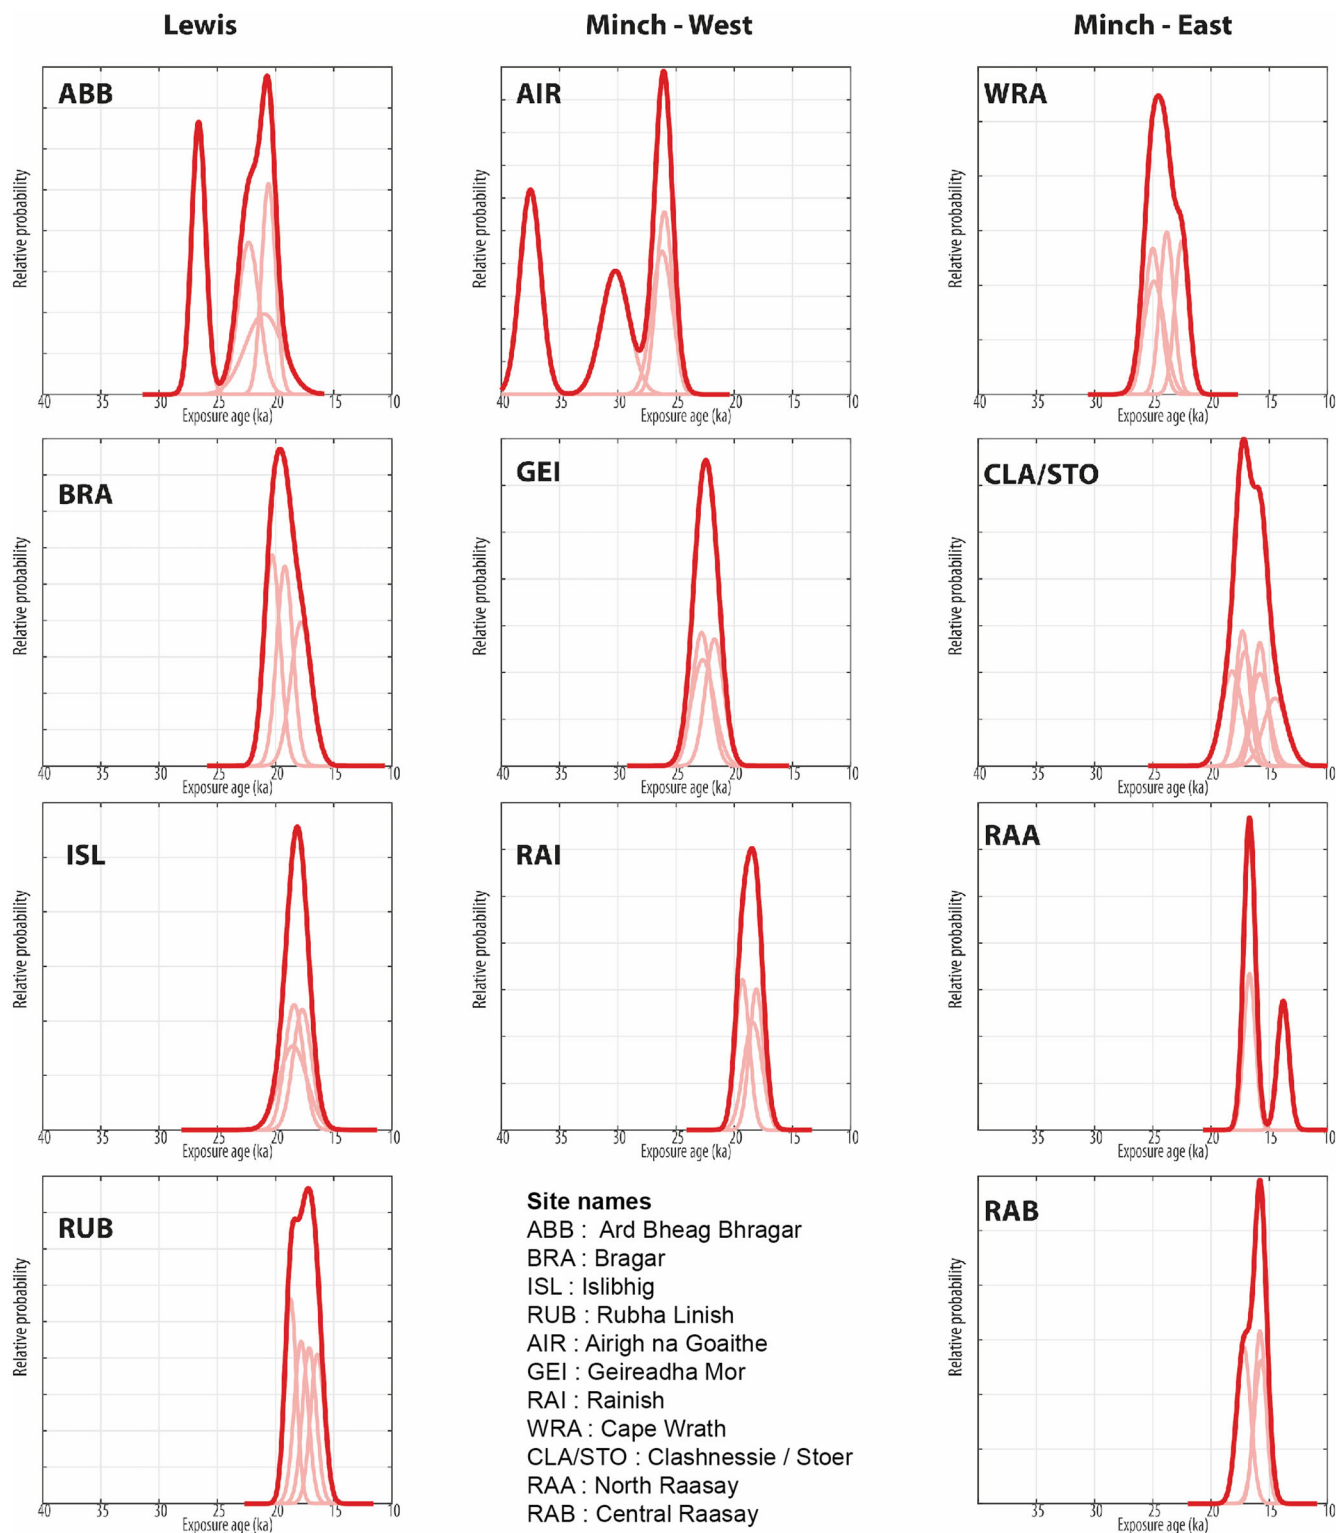 Lewis
Minch - West
Minch - East
ABB
Relative probability
40 35 30 25 20 15 10
Exposure age (ka)
AIR
Relative probability
40 35 30 25 20 15 10
Exposure age (ka)
WRA
Relative probability
40 35 30 25 20 15 10
Exposure age (ka)
BRA
Relative probability
40 35 30 25 20 15 10
Exposure age (ka)
GEI
Relative probability
40 35 30 25 20 15 10
Exposure age (ka)
CLA/STO
Relative probability
40 35 30 25 20 15 10
Exposure age (ka)
ISL
Relative probability
40 35 30 25 20 15 10
Exposure age (ka)
RAI
Relative probability
40 35 30 25 20 15 10
Exposure age (ka)
RAA
Relative probability
35 30 25 20 15 10
Exposure age (ka)
RUB
Relative probability
40 35 30 25 20 15 10
Exposure age (ka)
Site names
ABB : Ard Bheag Bhragar
BRA : Bragar
ISL : Islibhig
RUB : Rubha Linish
AIR : Airigh na Goaithe
GEI : Geireadha Mor
RAI : Rainish
WRA : Cape Wrath
CLA/STO : Clashnessie / Stoer
RAA : North Raasay
RAB : Central Raasay
RAB
Relative probability
40 35 30 25 20 15 10
Exposure age (ka)